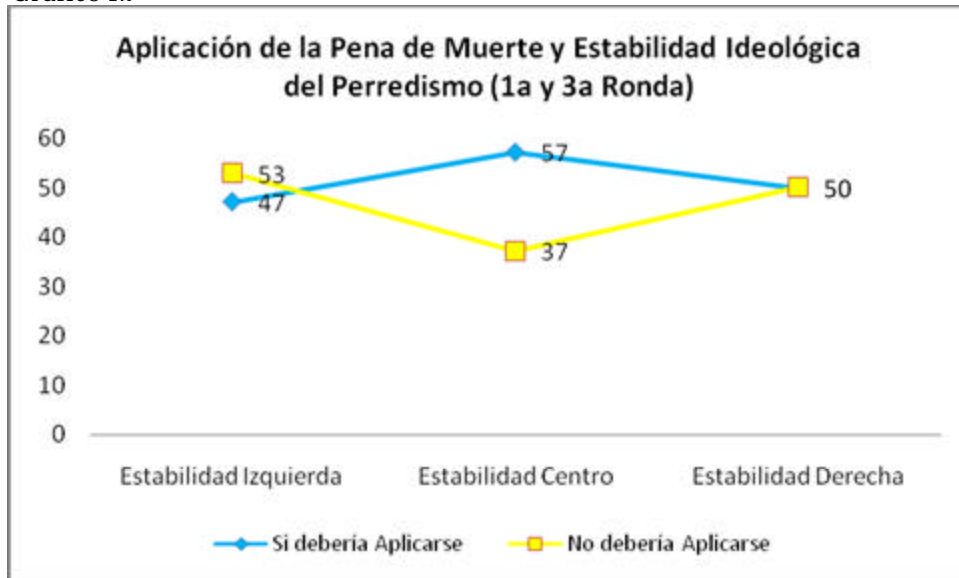 Aplicación de la Pena de Muerte y Estabilidad Ideológica
del Perredismo (1a y 3a Ronda)
60
50
40
30
20
10
0
53
47
57
37
50
Estabilidad Izquierda
Estabilidad Centro
Estabilidad Derecha
Si debería Aplicarse
No debería Aplicarse